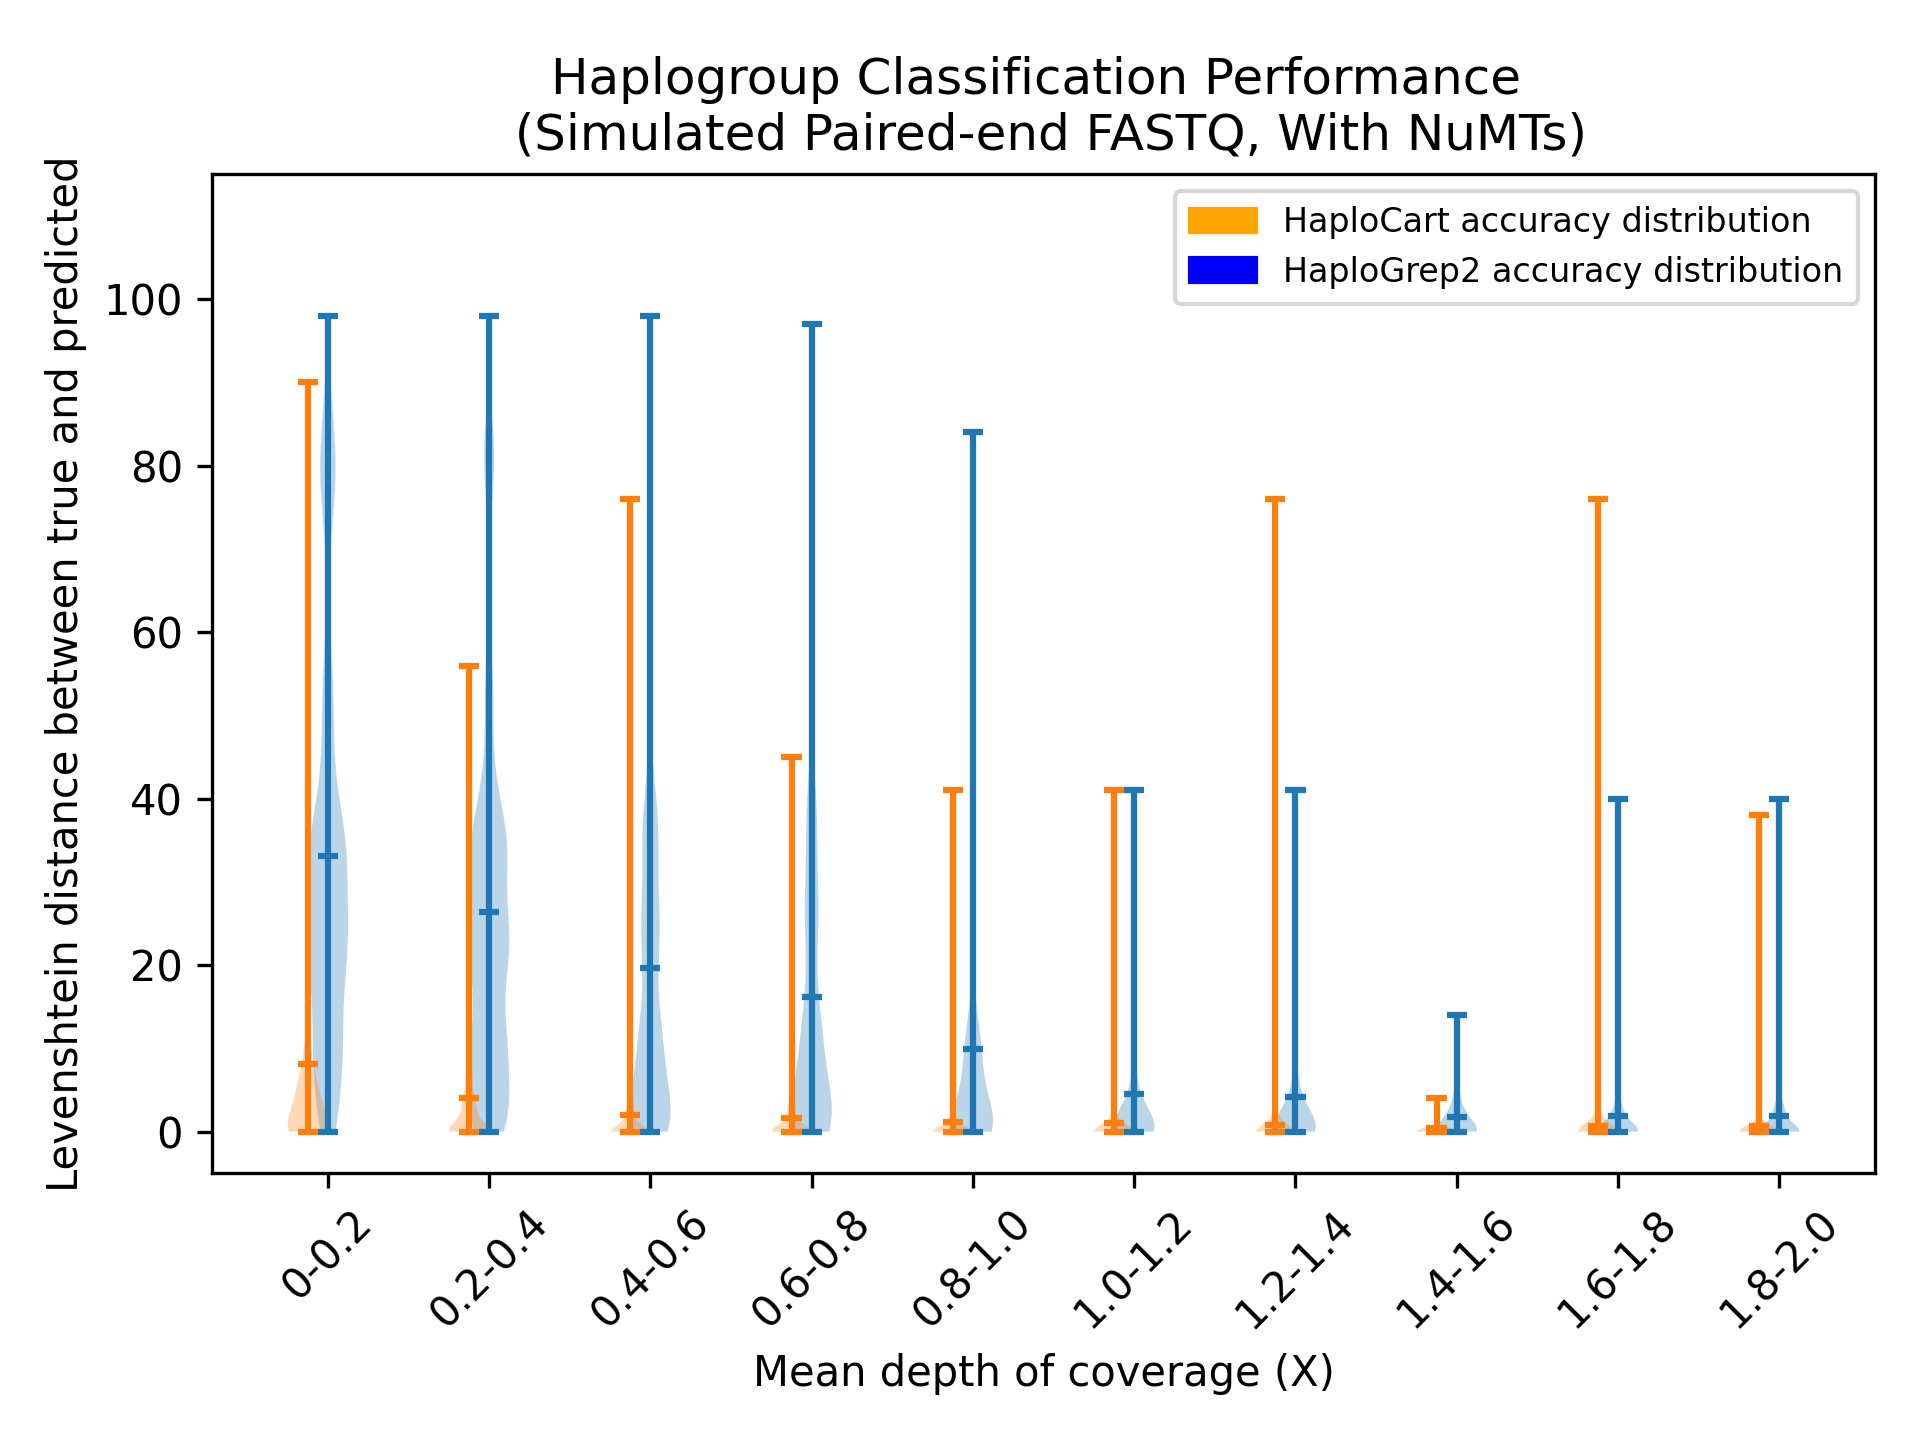 Haplogroup Classification Performance
(Simulated Paired-end FASTQ, With NuMTs)
HaploCart accuracy distribution
HaploGrep2 accuracy distribution
Levenshtein distance between true and predicted
100
80
60
40
20
0
0-0.2
0.2-0.4
0.4-0.6
0.6-0.8
0.8-1.0
1.0-1.2
1.2-1.4
1.4-1.6
1.6-1.8
1.8-2.0
Mean depth of coverage (X)